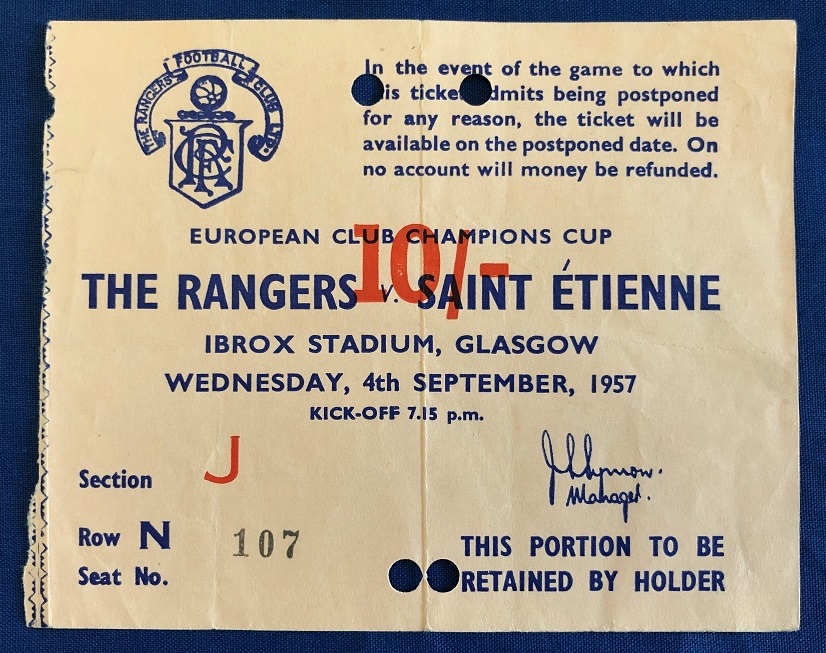 THE RANGERS FOOTBALL CLUB LTD.
In the event of the game to which
this ticket admits being postponed
for any reason, the ticket will be
available on the postponed date. On
no account will money be refunded.
EUROPEAN CLUB CHAMPIONS CUP
10/-
THE RANGERS v. SAINT ÉTIENNE
IBROX STADIUM, GLASGOW
WEDNESDAY, 4th SEPTEMBER, 1957
KICK-OFF 7.15 p.m.
Section J
Manager.
Row N 107
Seat No.
THIS PORTION TO BE
RETAINED BY HOLDER